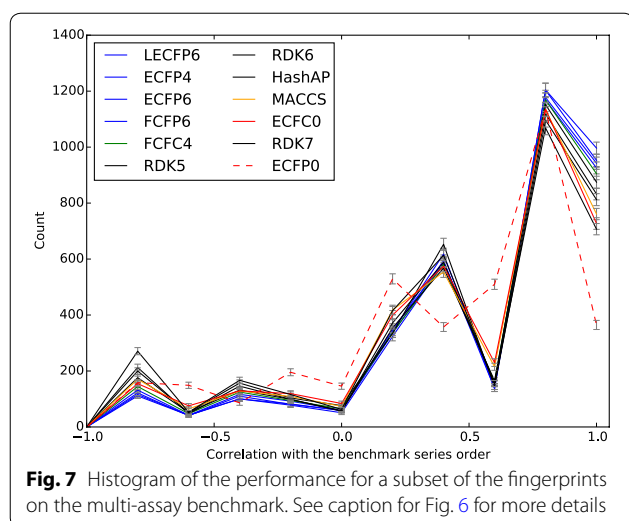 1400
1200
1000
800
600
400
200
0
Count
LECFP6
ECFP4
ECFP6
FCFP6
FCFC4
RDK5
RDK6
HashAP
MACCS
ECFC0
RDK7
ECFP0
−1.0 −0.5 0.0 0.5 1.0
Correlation with the benchmark series order
Fig. 7 Histogram of the performance for a subset of the fingerprints
on the multi-assay benchmark. See caption for Fig. 6 for more details